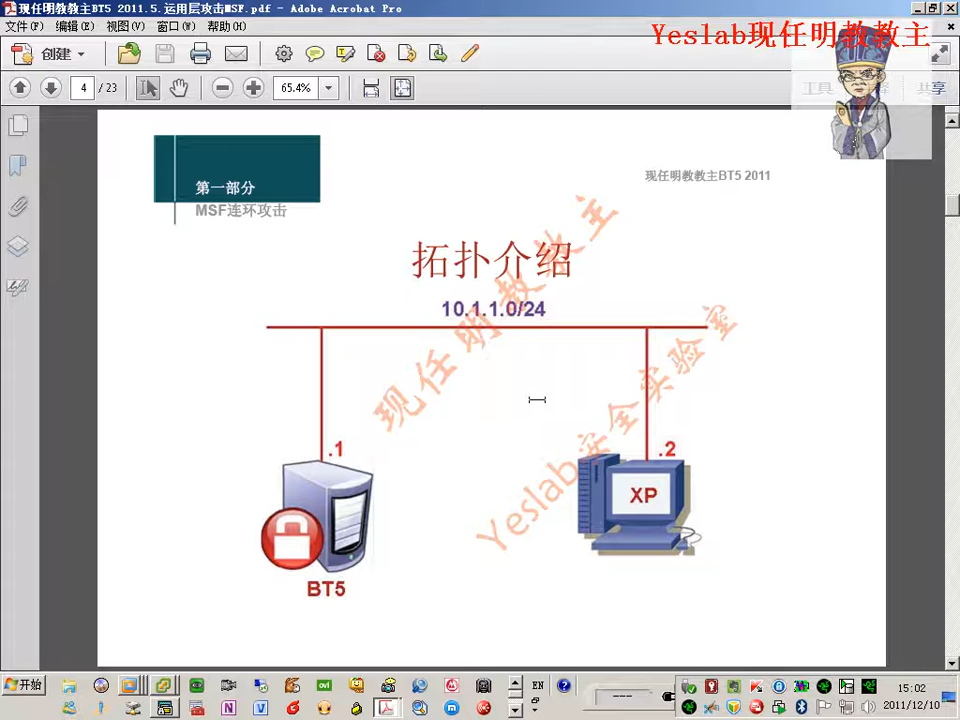 现任明教教主BT5 2011.5.运用层攻击MSF.pdf - Adobe Acrobat Pro
文件(F) 编辑(E) 视图(V) 窗口(W) 帮助(H)
Yeslab现任明教教主
创建
4 / 23
65.4%
工具
共享
第一部分
MSF连环攻击
现任明教教主BT5 2011
拓扑介绍
10.1.1.0/24
现任明教教主
Yeslab安全实验室
.1
.2
XP
BT5
开始
EN
15:02
2011/12/10